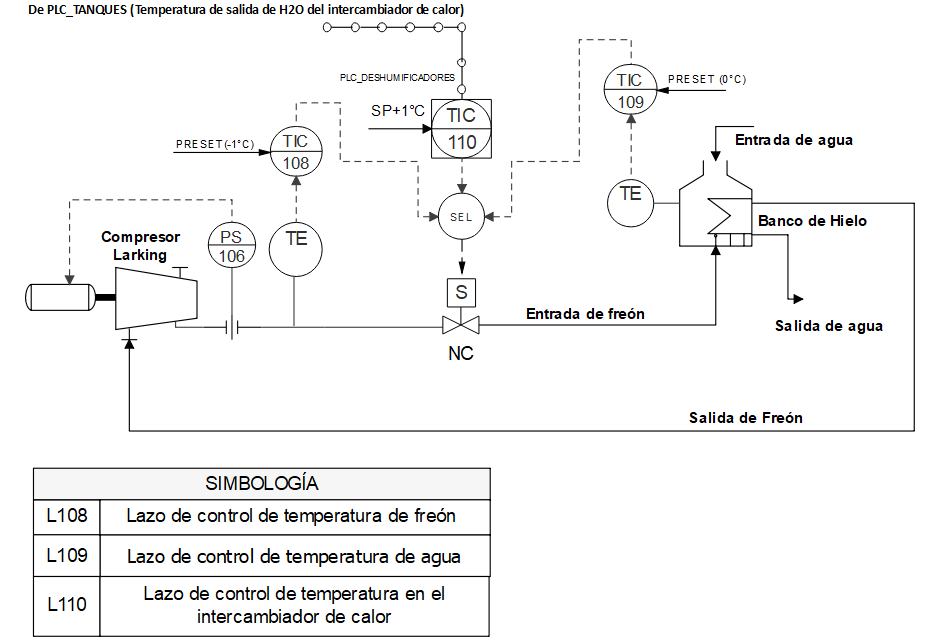 De PLC_TANQUES (Temperatura de salida de H2O del intercambiador de calor)
PLC_DESHUMIFICADORES
TIC
109
PRESET (0°C)
SP+1°C
TIC
110
PRESET(-1°C)
TIC
108
Entrada de agua
TE
SEL
PS
106
TE
Banco de Hielo
Compresor
Larking
S
Entrada de freón
Salida de agua
NC
Salida de Freón
SIMBOLOGÍA
L108 Lazo de control de temperatura de freón
L109 Lazo de control de temperatura de agua
L110 Lazo de control de temperatura en el
intercambiador de calor